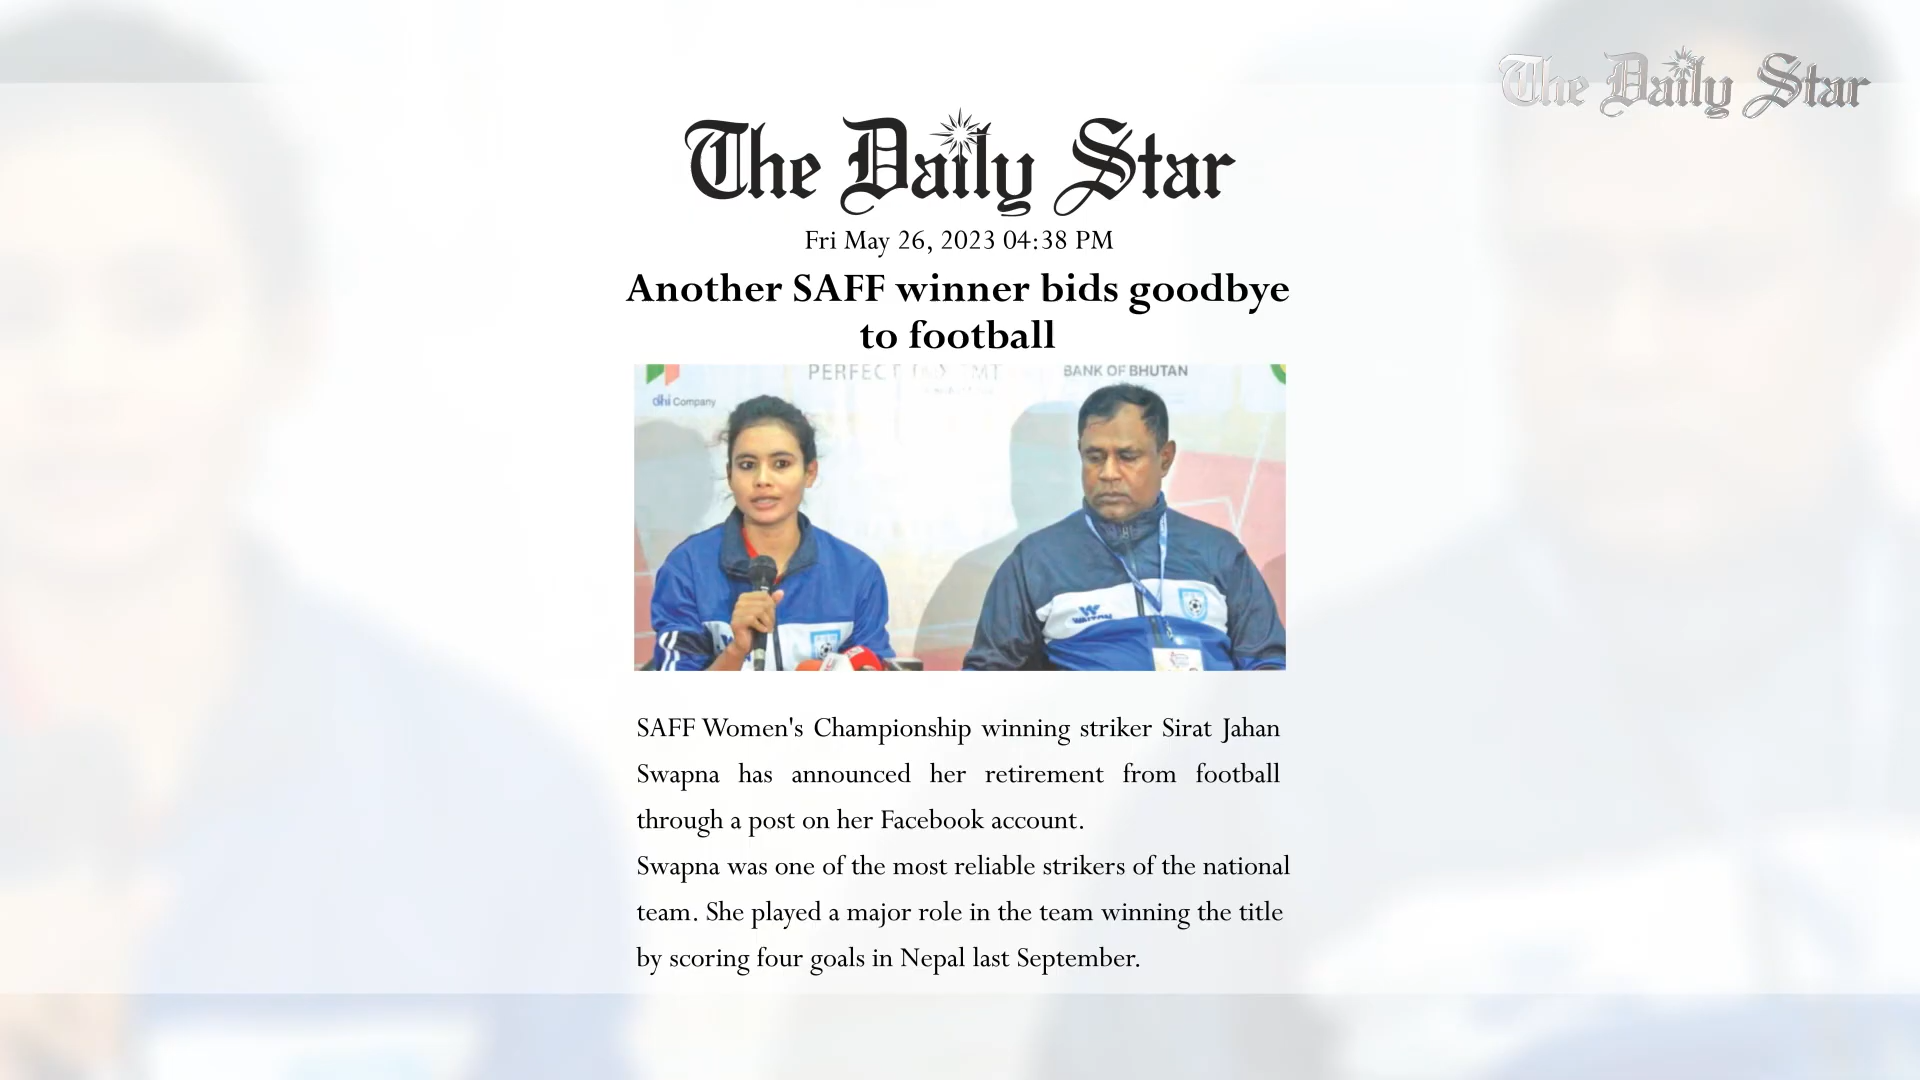 The Daily Star
The Daily Star
Fri May 26, 2023 04:38 PM
Another SAFF winner bids goodbye
to football
BANK OF BHUTAN
dhi Company
WALTON
SAFF Women's Championship winning striker Sirat Jahan
Swapna has announced her retirement from football
through a post on her Facebook account.
Swapna was one of the most reliable strikers of the national
team. She played a major role in the team winning the title
by scoring four goals in Nepal last September.